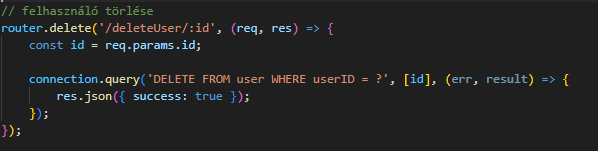 // felhasználó törlése
router.delete('/deleteUser/:id', (req, res) => {
    const id = req.params.id;

    connection.query('DELETE FROM user WHERE userID = ?', [id], (err, result) => {
        res.json({ success: true });
    });
});